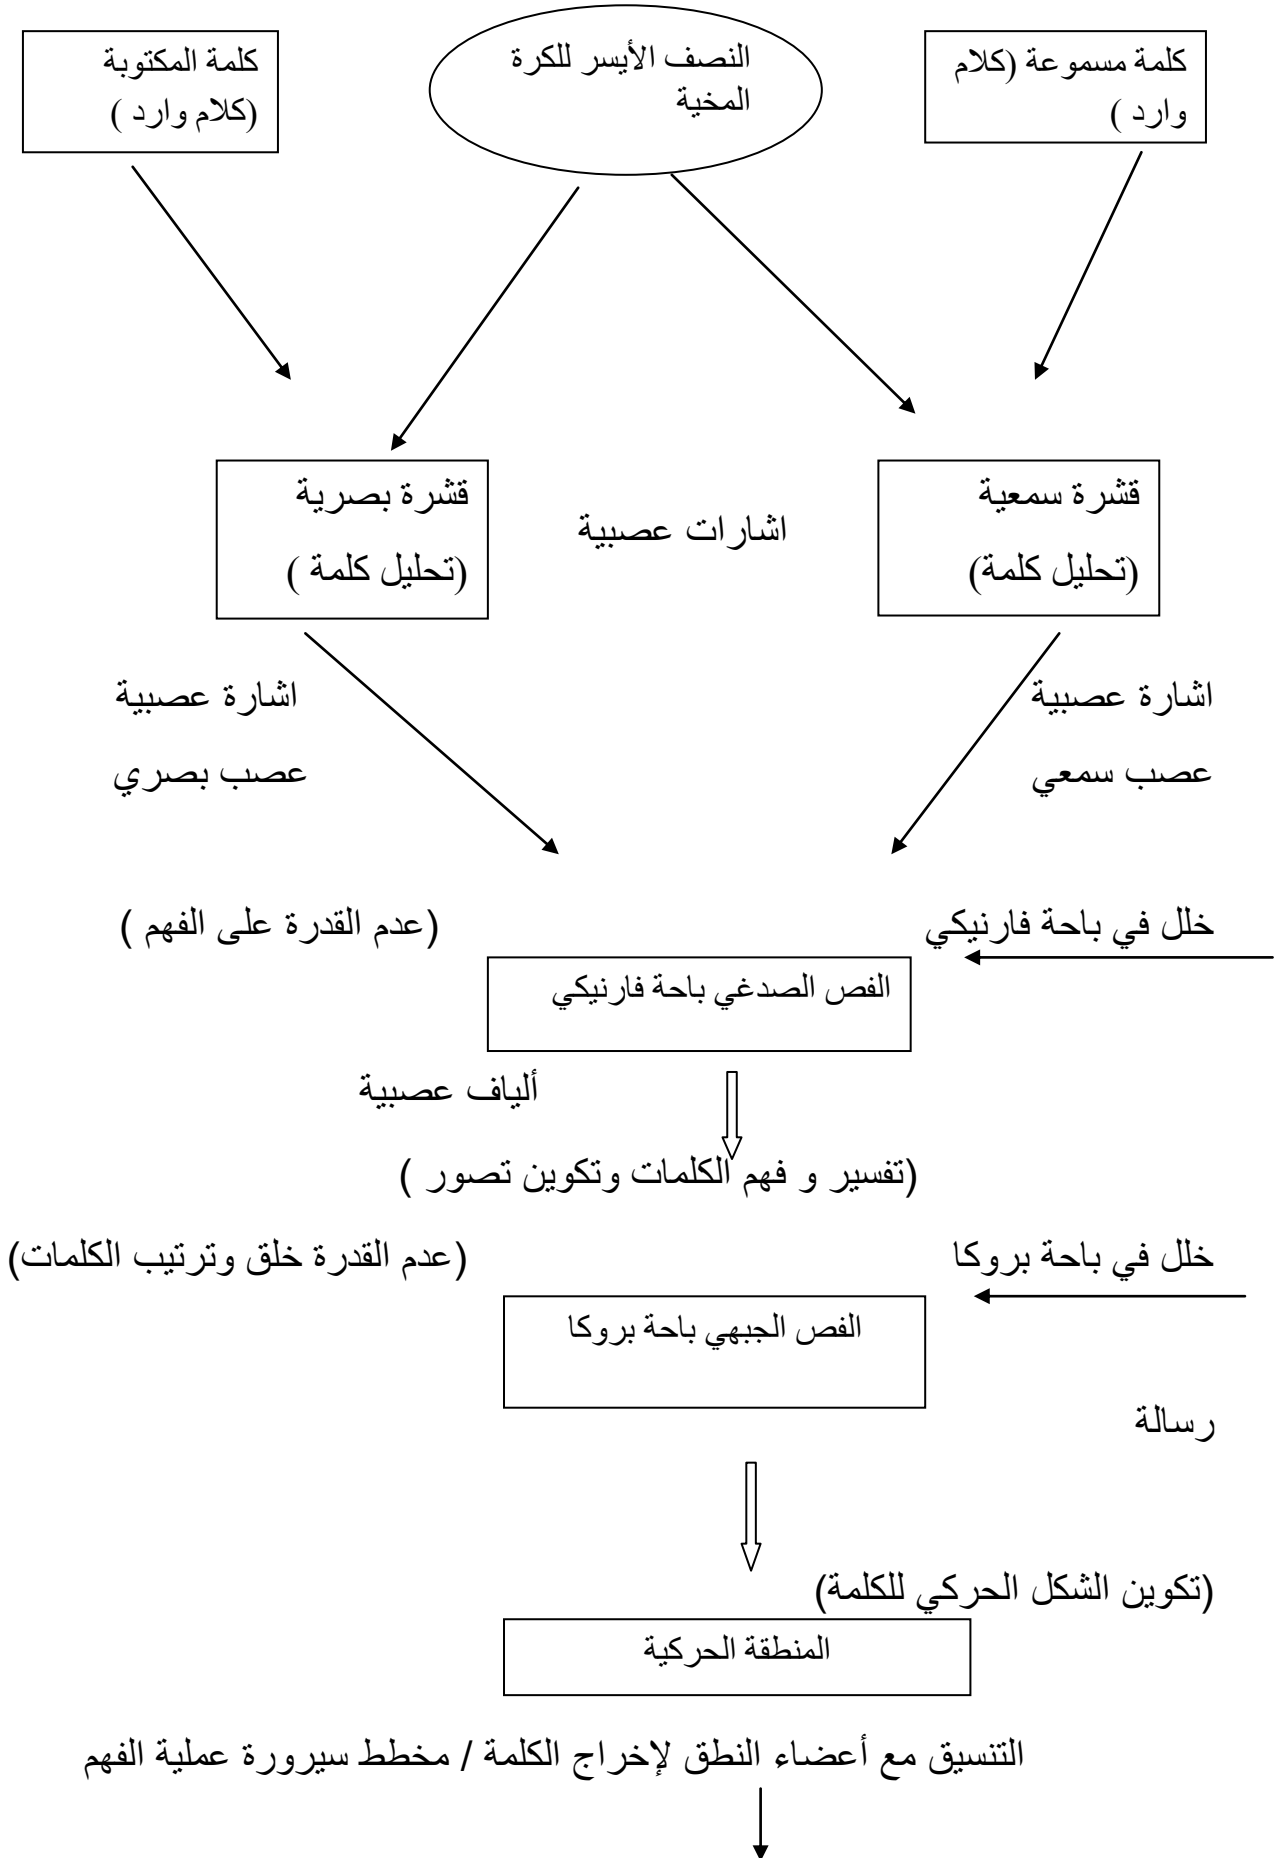 كلمة مسموعة (كلام
وارد )
النصف الأيسر للكرة
المخية
كلمة المكتوبة
(كلام وارد )
قشرة سمعية
(تحليل كلمة)
اشارات عصبية
قشرة بصرية
(تحليل كلمة )
اشارة عصبية
عصب سمعي
اشارة عصبية
عصب بصري
خلل في باحة فارنيكي
(عدم القدرة على الفهم )
الفص الصدغي باحة فارنيكي
ألياف عصبية
(تفسير و فهم الكلمات وتكوين تصور )
خلل في باحة بروكا
(عدم القدرة خلق وترتيب الكلمات)
الفص الجبهي باحة بروكا
رسالة
(تكوين الشكل الحركي للكلمة)
المنطقة الحركية
التنسيق مع أعضاء النطق لإخراج الكلمة / مخطط سيرورة عملية الفهم